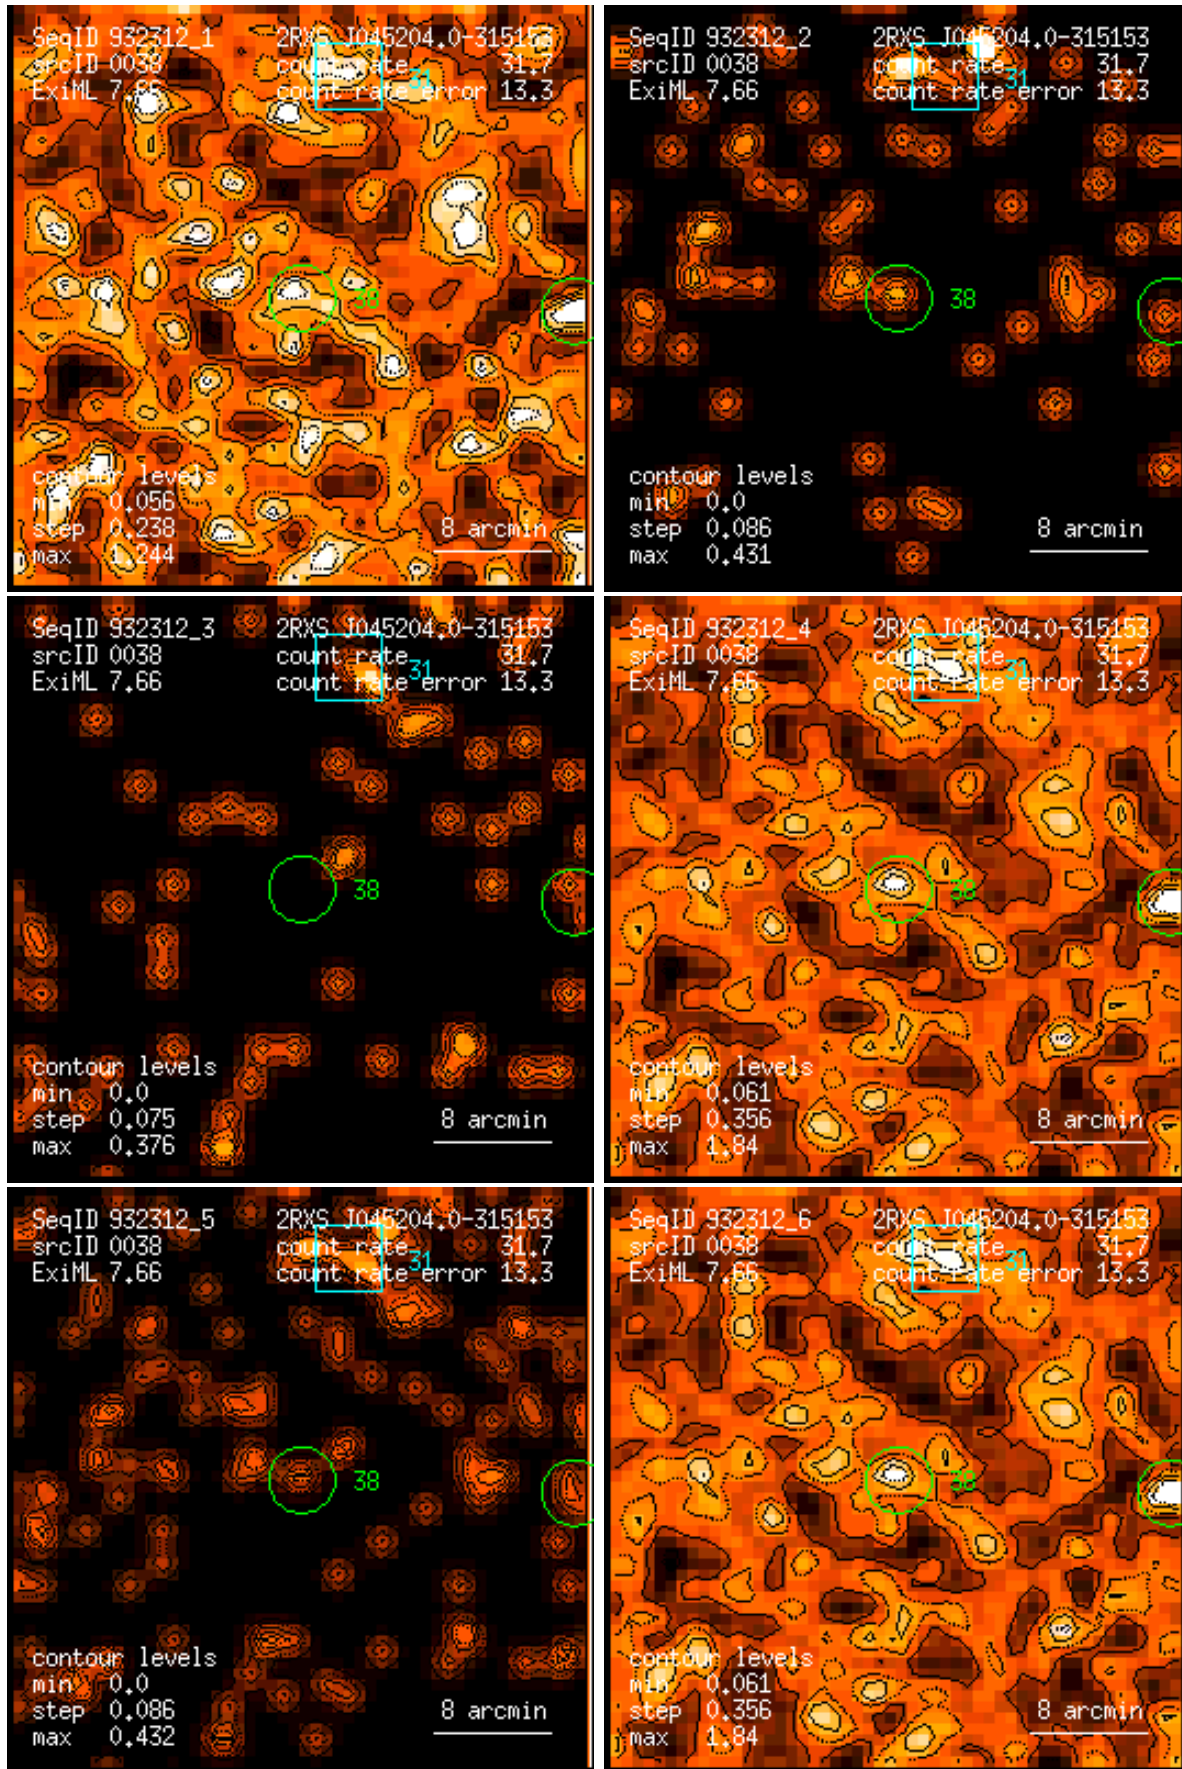 SeqID 932312_1 2RXS J045204.0-315153
srcID 0038 count rate 31.7
ExiML 7.66 count rate error 13.3
31
38
contour levels
min 0.056
step 0.238
max 1.244
8 arcmin
SeqID 932312_2 2RXS J045204.0-315153
srcID 0038 count rate 31.7
ExiML 7.66 count rate error 13.3
31
38
contour levels
min 0.0
step 0.086
max 0.431
8 arcmin
SeqID 932312_3 2RXS J045204.0-315153
srcID 0038 count rate 31.7
ExiML 7.66 count rate error 13.3
31
38
contour levels
min 0.0
step 0.075
max 0.376
8 arcmin
SeqID 932312_4 2RXS J045204.0-315153
srcID 0038 count rate 31.7
ExiML 7.66 count rate error 13.3
31
38
contour levels
min 0.061
step 0.356
max 1.84
8 arcmin
SeqID 932312_5 2RXS J045204.0-315153
srcID 0038 count rate 31.7
ExiML 7.66 count rate error 13.3
31
38
contour levels
min 0.0
step 0.086
max 0.432
8 arcmin
SeqID 932312_6 2RXS J045204.0-315153
srcID 0038 count rate 31.7
ExiML 7.66 count rate error 13.3
31
38
contour levels
min 0.061
step 0.356
max 1.84
8 arcmin